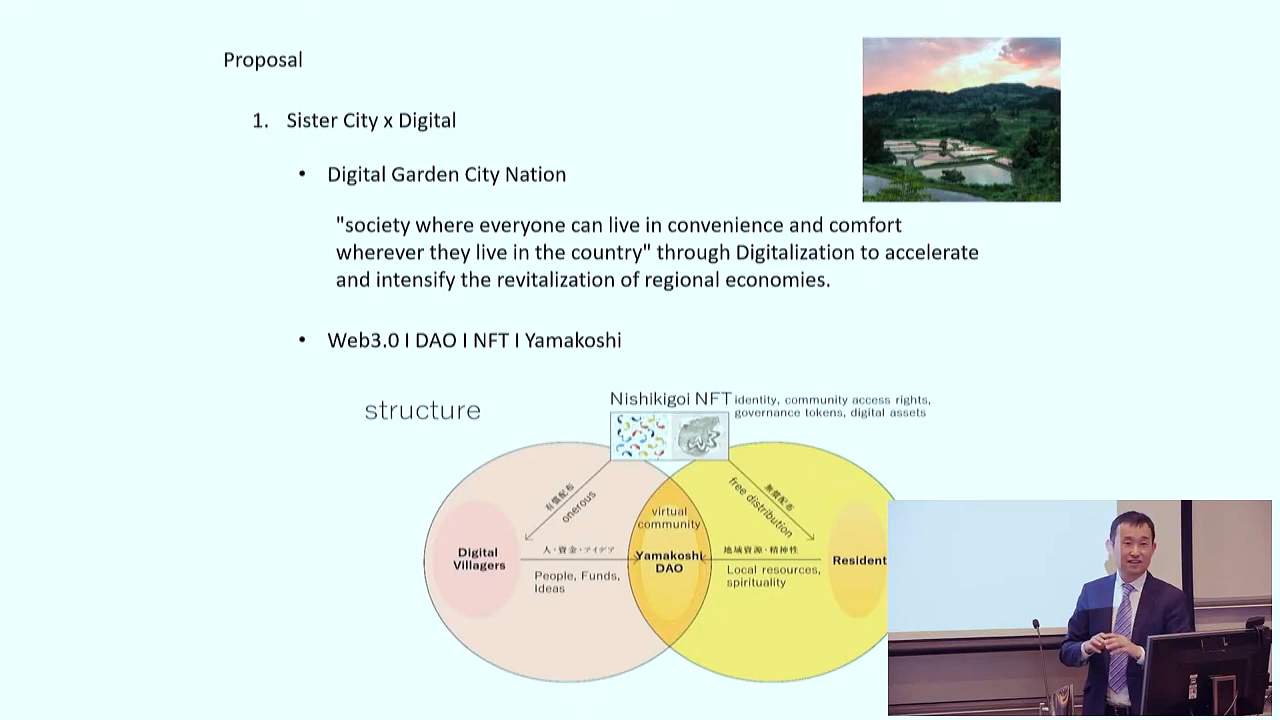 Proposal
1. Sister City x Digital
• Digital Garden City Nation
"society where everyone can live in convenience and comfort
wherever they live in the country" through Digitalization to accelerate
and intensify the revitalization of regional economies.
• Web3.0 I DAO I NFT I Yamakoshi
structure
Nishikigoi NFT identity, community access rights,
governance tokens, digital assets
有償配布
onerous
無償配布
free distribution
virtual
community
Digital
Villagers
人・資金・アイデア
People, Funds,
Ideas
Yamakoshi
DAO
地域資源・精神性
Local resources,
spirituality
Resident